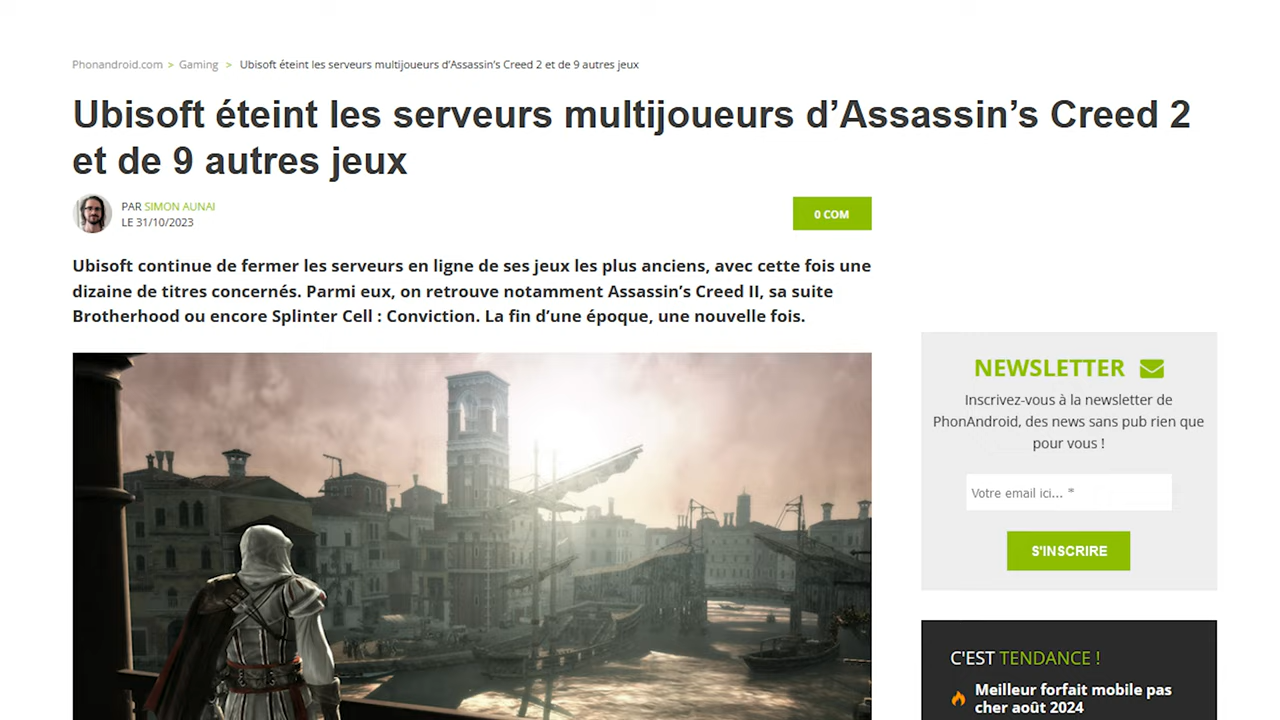 Phonandroid.com > Gaming > Ubisoft éteint les serveurs multijoueurs d’Assassin’s Creed 2 et de 9 autres jeux
Ubisoft éteint les serveurs multijoueurs d’Assassin’s Creed 2
et de 9 autres jeux
PAR SIMON AUNAI
LE 31/10/2023
0 COM
Ubisoft continue de fermer les serveurs en ligne de ses jeux les plus anciens, avec cette fois une
dizaine de titres concernés. Parmi eux, on retrouve notamment Assassin’s Creed II, sa suite
Brotherhood ou encore Splinter Cell : Conviction. La fin d’une époque, une nouvelle fois.
NEWSLETTER
Inscrivez-vous à la newsletter de
PhonAndroid, des news sans pub rien que
pour vous !
Votre email ici... *
S'INSCRIRE
C'EST TENDANCE !
Meilleur forfait mobile pas
cher août 2024